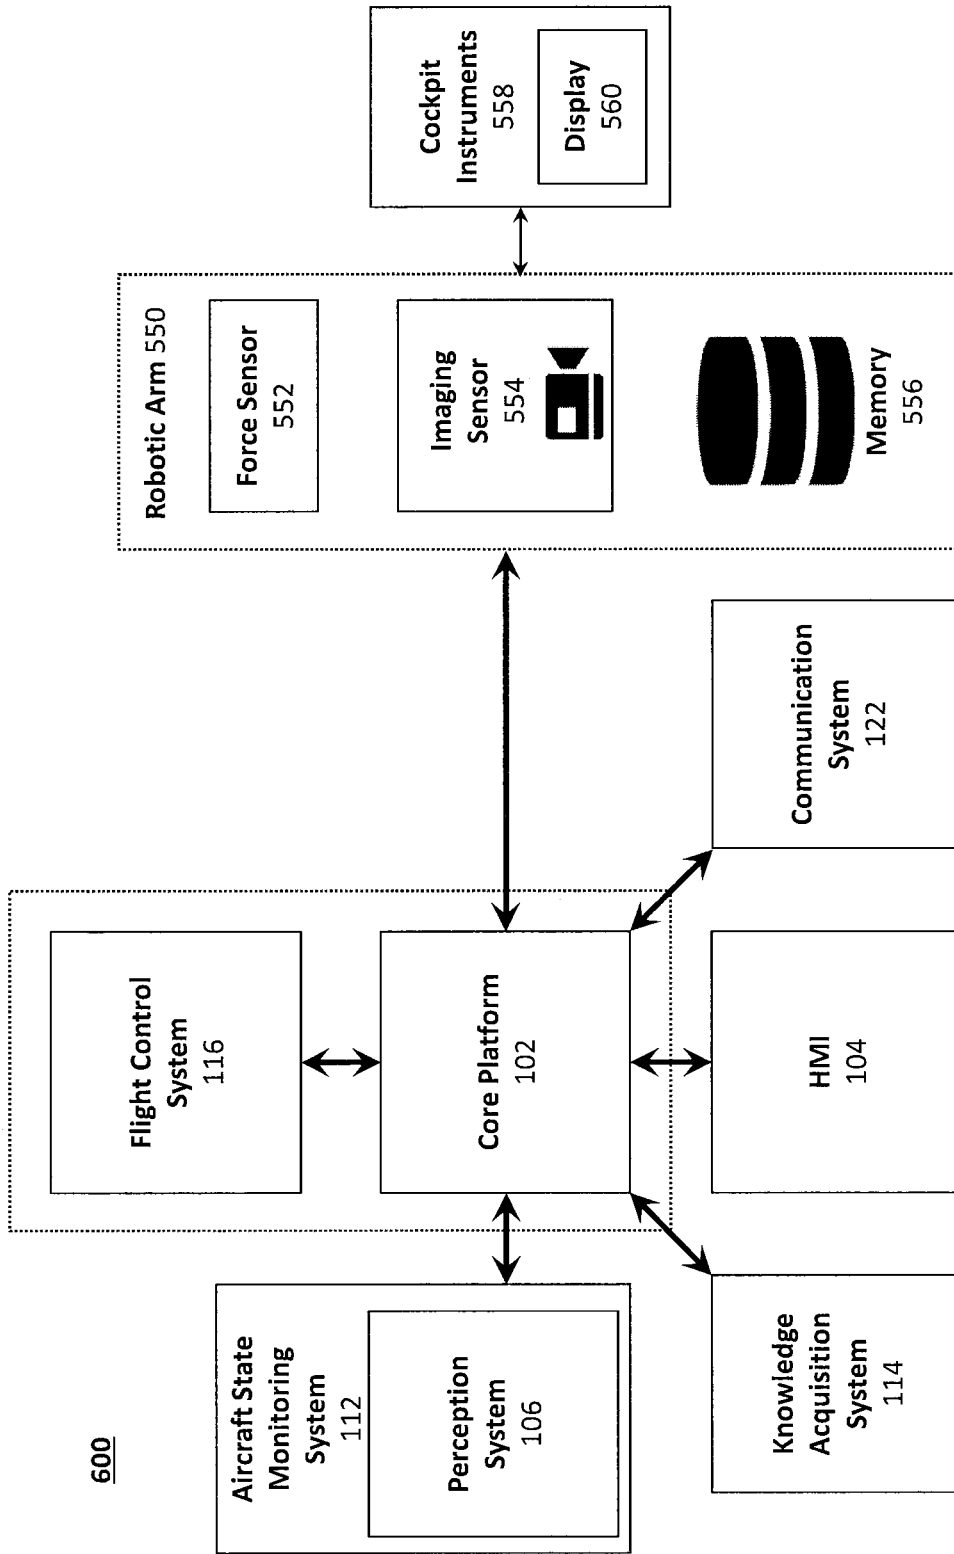 600
Aircraft State
Monitoring
System
112
Perception
System
106
Flight Control
System
116
Core Platform
102
Knowledge
Acquisition
System
114
HMI
104
Communication
System
122
Robotic Arm 550
Force Sensor
552
Imaging
Sensor
554
Memory
556
Cockpit
Instruments
558
Display
560